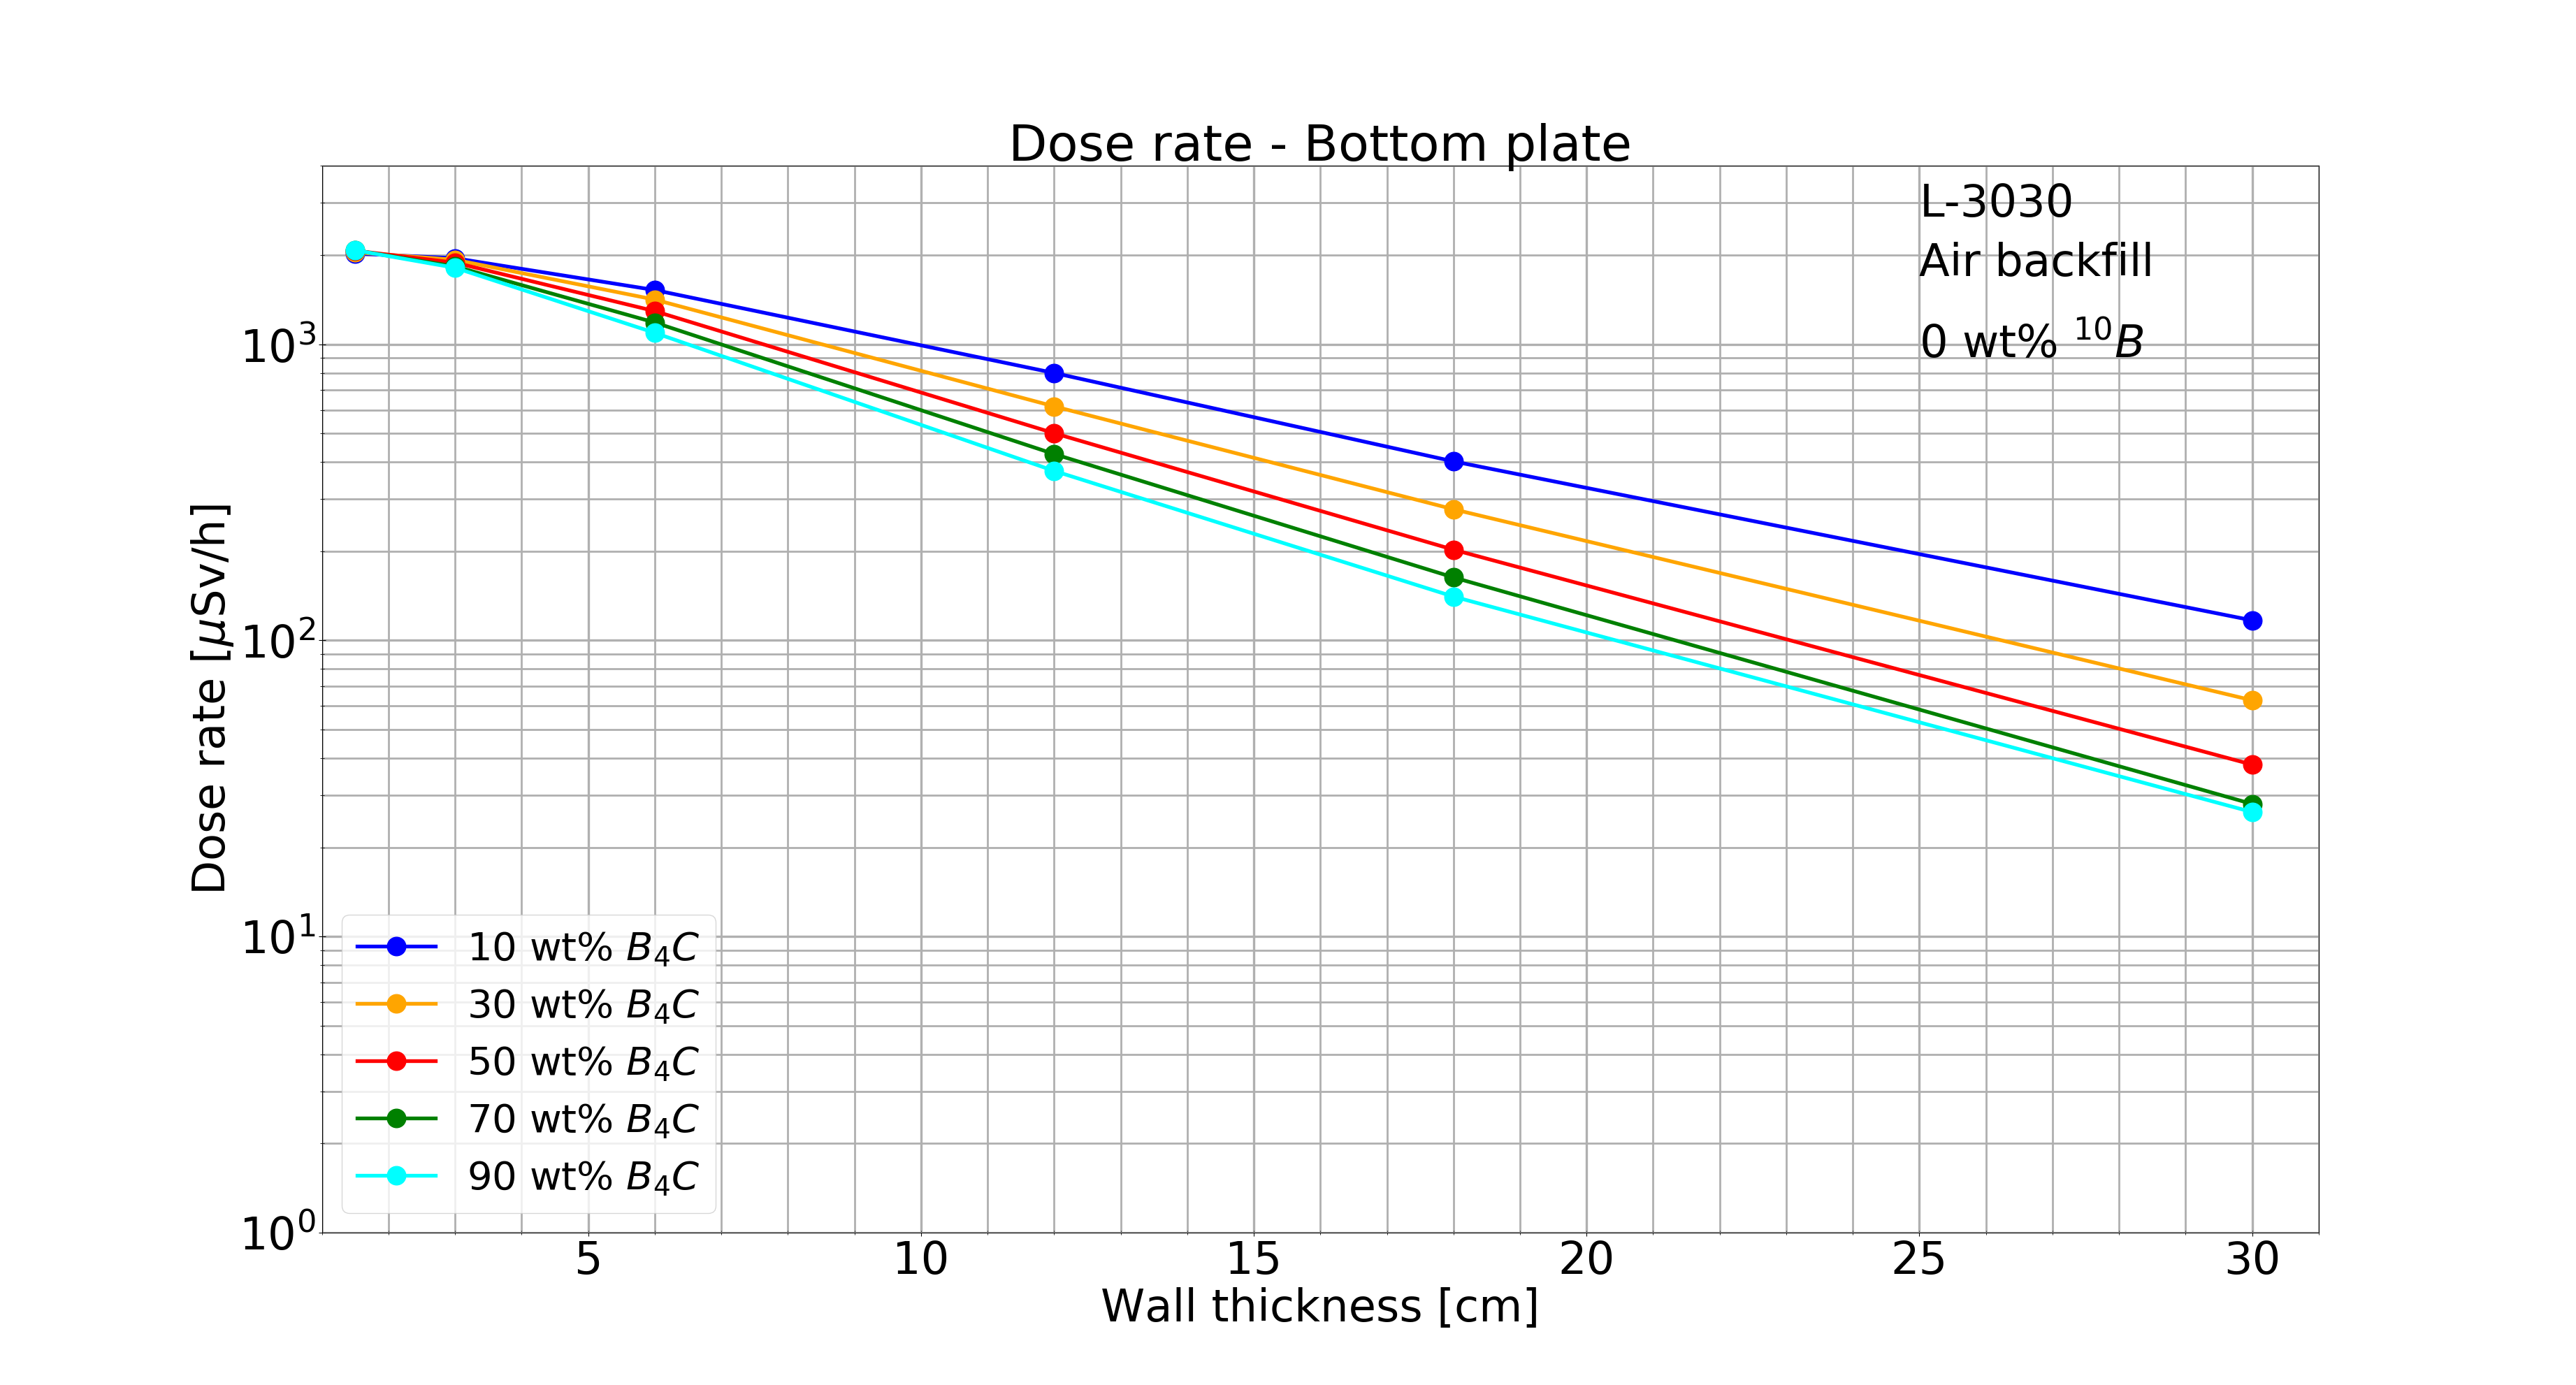 Dose rate - Bottom plate
L-3030
Air backfill
0 wt% ¹⁰B
Dose rate [μSv/h]
10³
10²
10¹
10⁰
10 wt% B₄C
30 wt% B₄C
50 wt% B₄C
70 wt% B₄C
90 wt% B₄C
5 10 15 20 25 30
Wall thickness [cm]